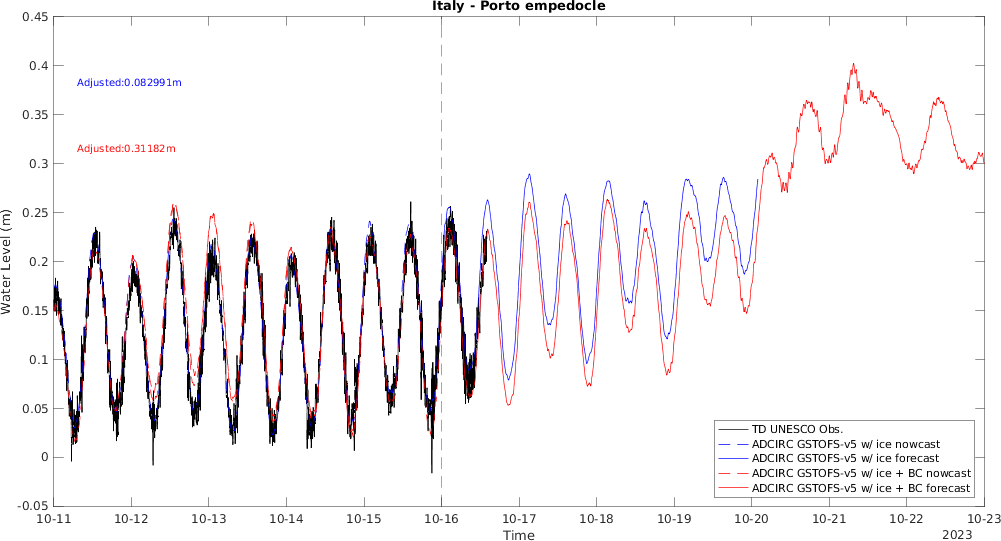 Italy - Porto empedocle
0.45
0.4
0.35
0.3
0.25
0.2
0.15
0.1
0.05
0
-0.05
Water Level (m)
Adjusted:0.082991m
Adjusted:0.31182m
TD UNESCO Obs.
ADCIRC GSTOFS-v5 w/ ice nowcast
ADCIRC GSTOFS-v5 w/ ice forecast
ADCIRC GSTOFS-v5 w/ ice + BC nowcast
ADCIRC GSTOFS-v5 w/ ice + BC forecast
10-11 10-12 10-13 10-14 10-15 10-16 10-17 10-18 10-19 10-20 10-21 10-22 10-23
Time
2023